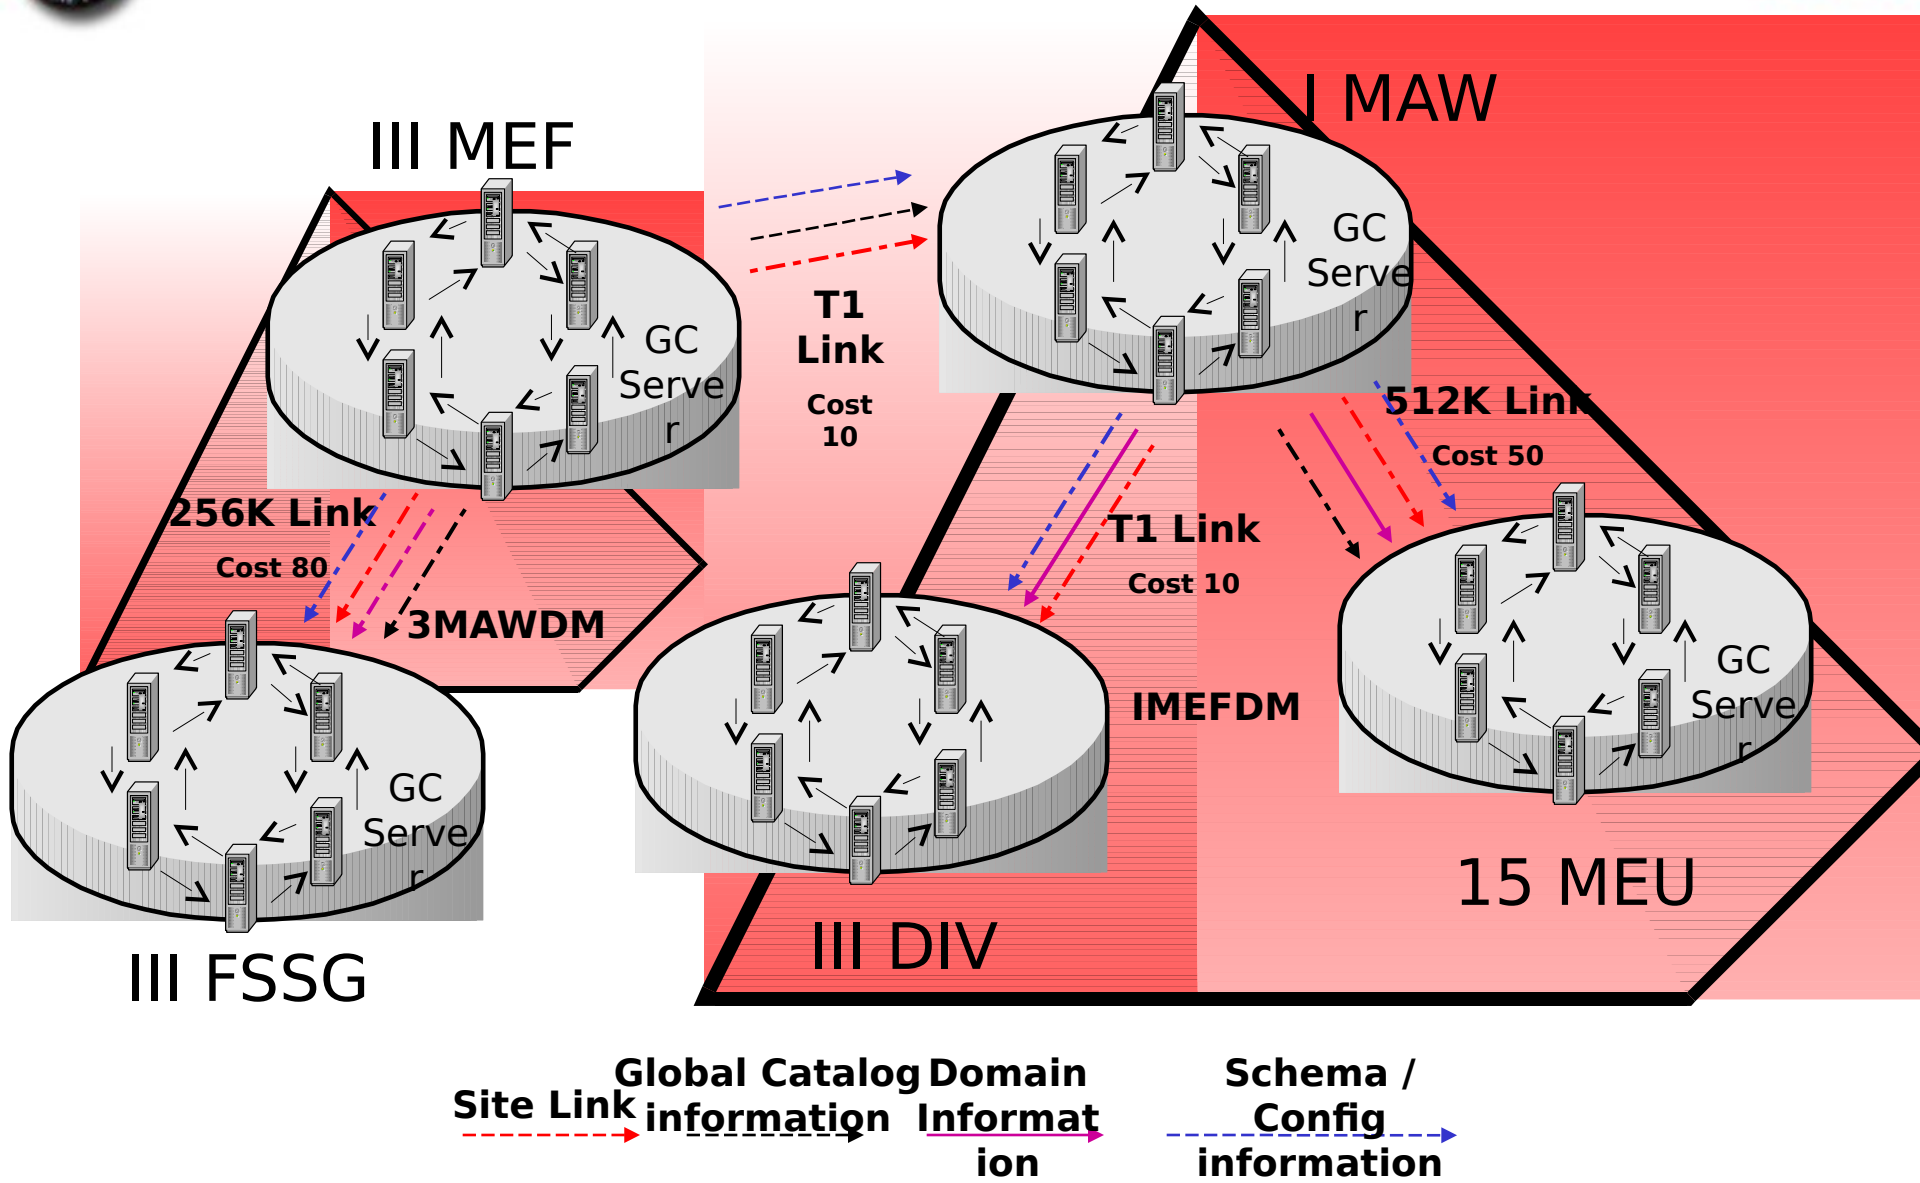 I MAW
III MEF
GC
Serve
r
T1
Link
Cost
10
GC
Serve
r
512K Link
Cost 50
256K Link
Cost 80
T1 Link
Cost 10
3MAWDM
GC
Serve
r
IMEFDM
GC
Serve
r
15 MEU
III DIV
III FSSG
Site Link
Global Catalog
information
Domain
Informat
ion
Schema /
Config
information